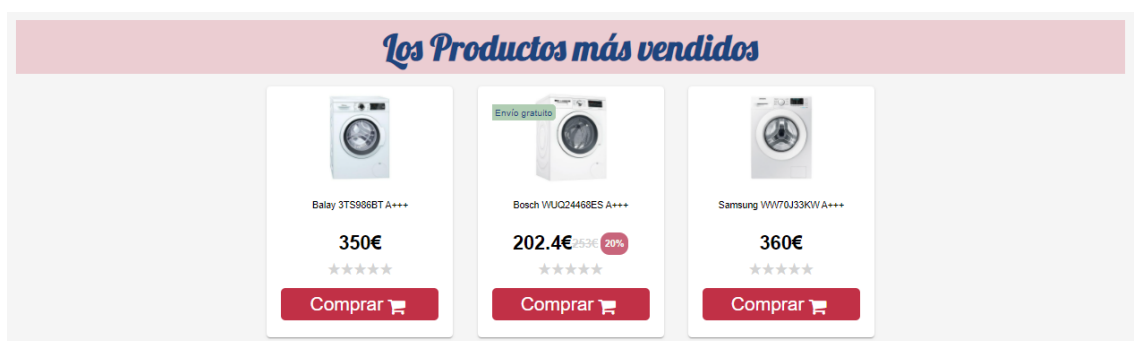 Los Productos más vendidos
Balay 3TS986BT A+++
350€
Comprar
Envío gratuito
Bosch WUQ24468ES A+++
202.4€ 253€ 20%
Comprar
Samsung WW70J33KW A+++
360€
Comprar